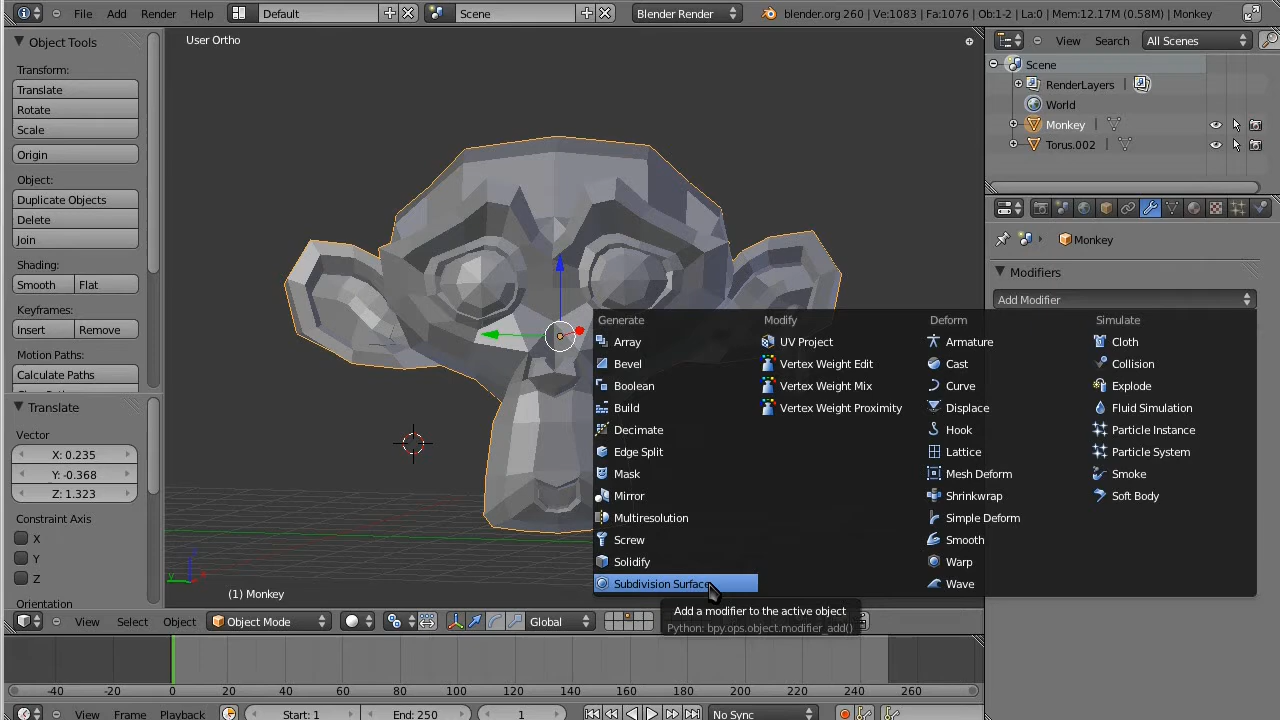 File Add Render Help Default Scene Blender Render blender.org 260 | Ve:1083 | Fa:1076 | Ob:1-2 | La:0 | Mem:12.17M (0.58M) | Monkey
Object Tools
Transform:
Translate
Rotate
Scale
Origin
Object:
Duplicate Objects
Delete
Join
Shading:
Smooth Flat
Keyframes:
Insert Remove
Motion Paths:
Calculate Paths
Translate
Vector
X: 0.235
Y: -0.368
Z: 1.323
Constraint Axis
X
Y
Z
Orientation
User Ortho
(1) Monkey
Generate
Array
Bevel
Boolean
Build
Decimate
Edge Split
Mask
Mirror
Multiresolution
Screw
Solidify
Subdivision Surface
Modify
UV Project
Vertex Weight Edit
Vertex Weight Mix
Vertex Weight Proximity
Deform
Armature
Cast
Curve
Displace
Hook
Lattice
Mesh Deform
Shrinkwrap
Simple Deform
Smooth
Warp
Wave
Simulate
Cloth
Collision
Explode
Fluid Simulation
Particle Instance
Particle System
Smoke
Soft Body
Add a modifier to the active object
Python: bpy.ops.object.modifier_add()
View Search All Scenes
Scene
RenderLayers |
World
Monkey |
Torus.002 |
Monkey
Modifiers
Add Modifier
View Select Object Object Mode Global
-40 -20 0 20 40 60 80 100 120 140 160 180 200 220 240 260
View Frame Playback Start: 1 End: 250 1 No Sync